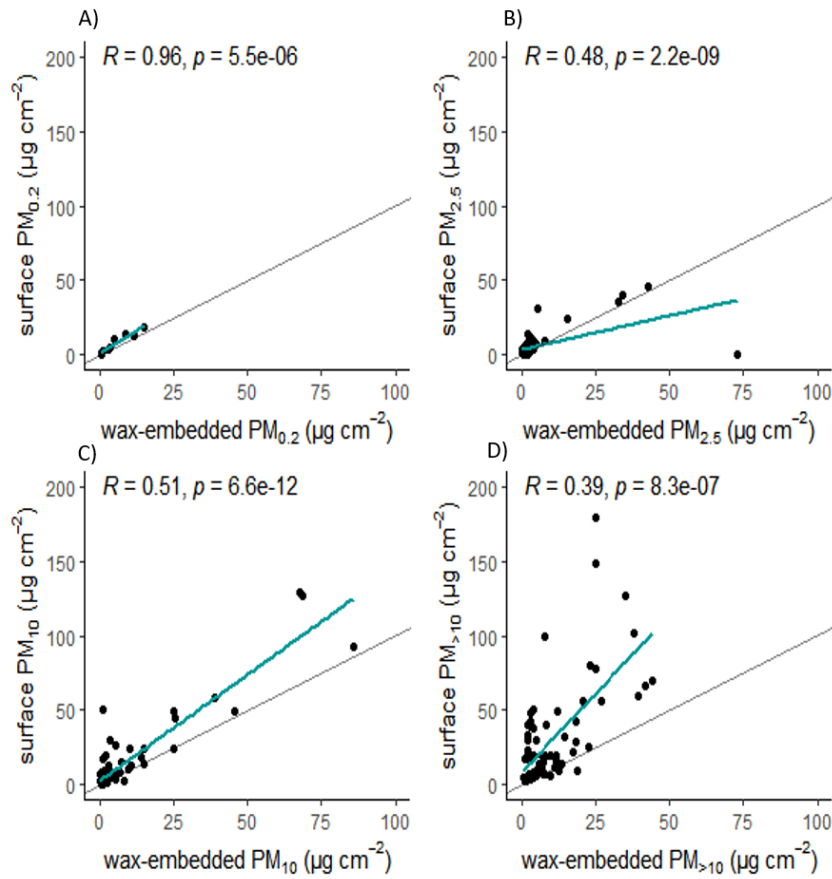 A)
R = 0.96, p = 5.5e-06
surface PM0.2 (µg cm−2)
200
150
100
50
0
0 25 50 75 100
wax-embedded PM0.2 (µg cm−2)
B)
R = 0.48, p = 2.2e-09
surface PM2.5 (µg cm−2)
200
150
100
50
0
0 25 50 75 100
wax-embedded PM2.5 (µg cm−2)
C)
R = 0.51, p = 6.6e-12
surface PM10 (µg cm−2)
200
150
100
50
0
0 25 50 75 100
wax-embedded PM10 (µg cm−2)
D)
R = 0.39, p = 8.3e-07
surface PM>10 (µg cm−2)
200
150
100
50
0
0 25 50 75 100
wax-embedded PM>10 (µg cm−2)